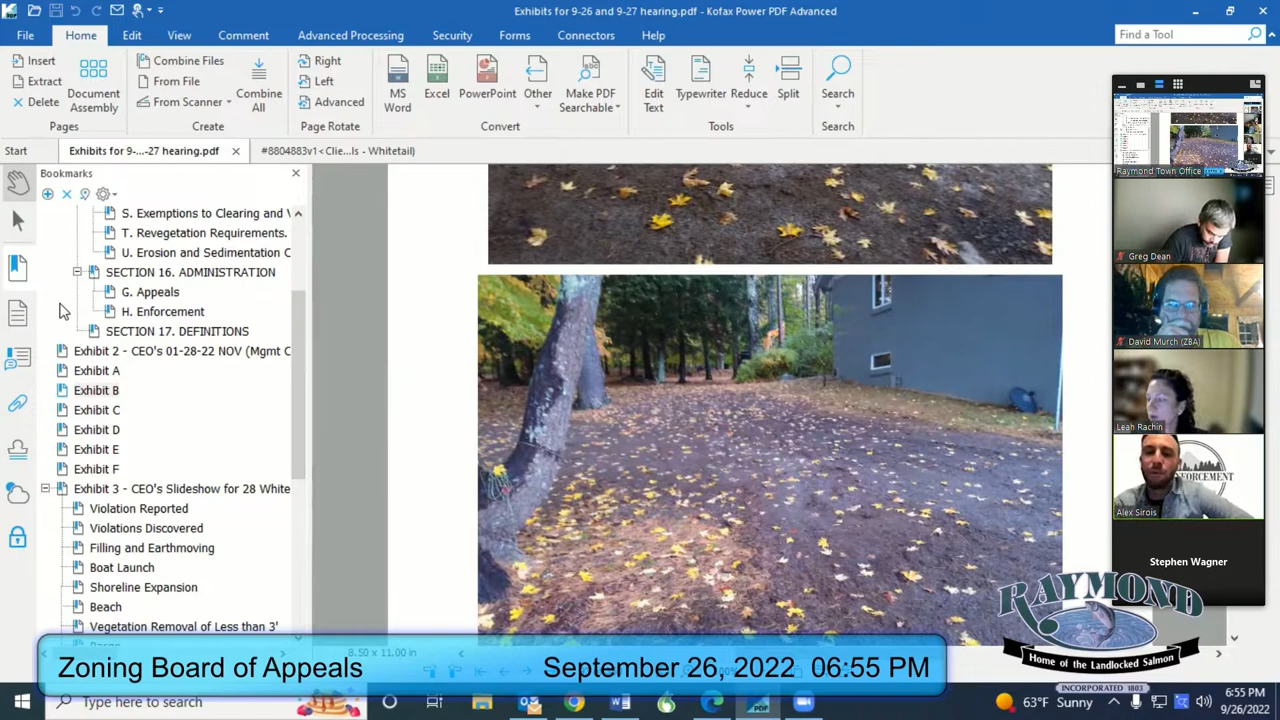 Exhibits for 9-26 and 9-27 hearing.pdf - Kofax Power PDF Advanced
File Home Edit View Comment Advanced Processing Security Forms Connectors Help
Find a Tool
Insert
Extract
Delete
Pages
Document Assembly
Combine Files
From File
From Scanner
Create
Combine All
Right
Left
Advanced
Page Rotate
MS Word
Excel
PowerPoint
Other
Make PDF Searchable
Convert
Edit Text
Typewriter
Reduce
Split
Tools
Search
Search
Start
Exhibits for 9-...-27 hearing.pdf
#8804883v1<Clie...ls - Whitetail)
Bookmarks
S. Exemptions to Clearing and
T. Revegetation Requirements.
U. Erosion and Sedimentation C
SECTION 16. ADMINISTRATION
G. Appeals
H. Enforcement
SECTION 17. DEFINITIONS
Exhibit 2 - CEO's 01-28-22 NOV (Mgmt C
Exhibit A
Exhibit B
Exhibit C
Exhibit D
Exhibit E
Exhibit F
Exhibit 3 - CEO's Slideshow for 28 White
Violation Reported
Violations Discovered
Filling and Earthmoving
Boat Launch
Shoreline Expansion
Beach
Vegetation Removal of Less than 3'
8.50 x 11.00 in
Raymond Town Office
Greg Dean
David Murch (ZBA)
Leah Rachin
Alex Sirois
Stephen Wagner
RAYMOND
Home of the Landlocked Salmon
INCORPORATED 1803
Zoning Board of Appeals September 26, 2022 06:55 PM
Type here to search
63°F Sunny
6:55 PM
9/26/2022